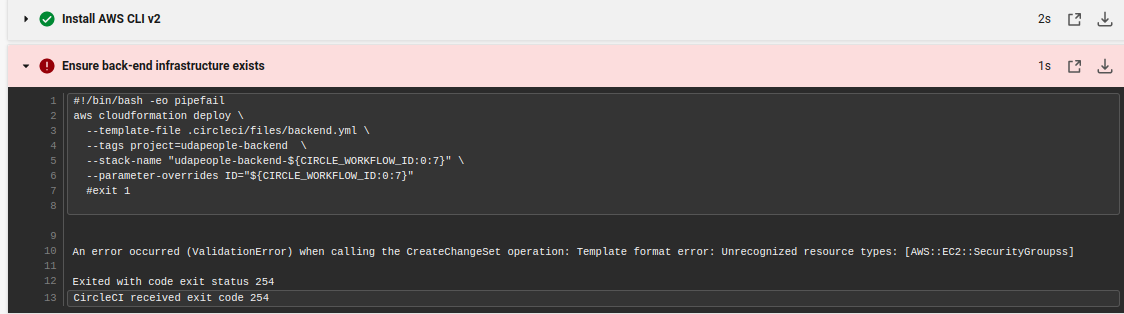 Install AWS CLI v2 2s
Ensure back-end infrastructure exists 1s
1 #!/bin/bash -eo pipefail
2 aws cloudformation deploy \
3 --template-file .circleci/files/backend.yml \
4 --tags project=udapeople-backend \
5 --stack-name "udapeople-backend-${CIRCLE_WORKFLOW_ID:0:7}" \
6 --parameter-overrides ID="${CIRCLE_WORKFLOW_ID:0:7}"
7 #exit 1
8
9
10 An error occurred (ValidationError) when calling the CreateChangeSet operation: Template format error: Unrecognized resource types: [AWS::EC2::SecurityGroupss]
11
12 Exited with code exit status 254
13 CircleCI received exit code 254